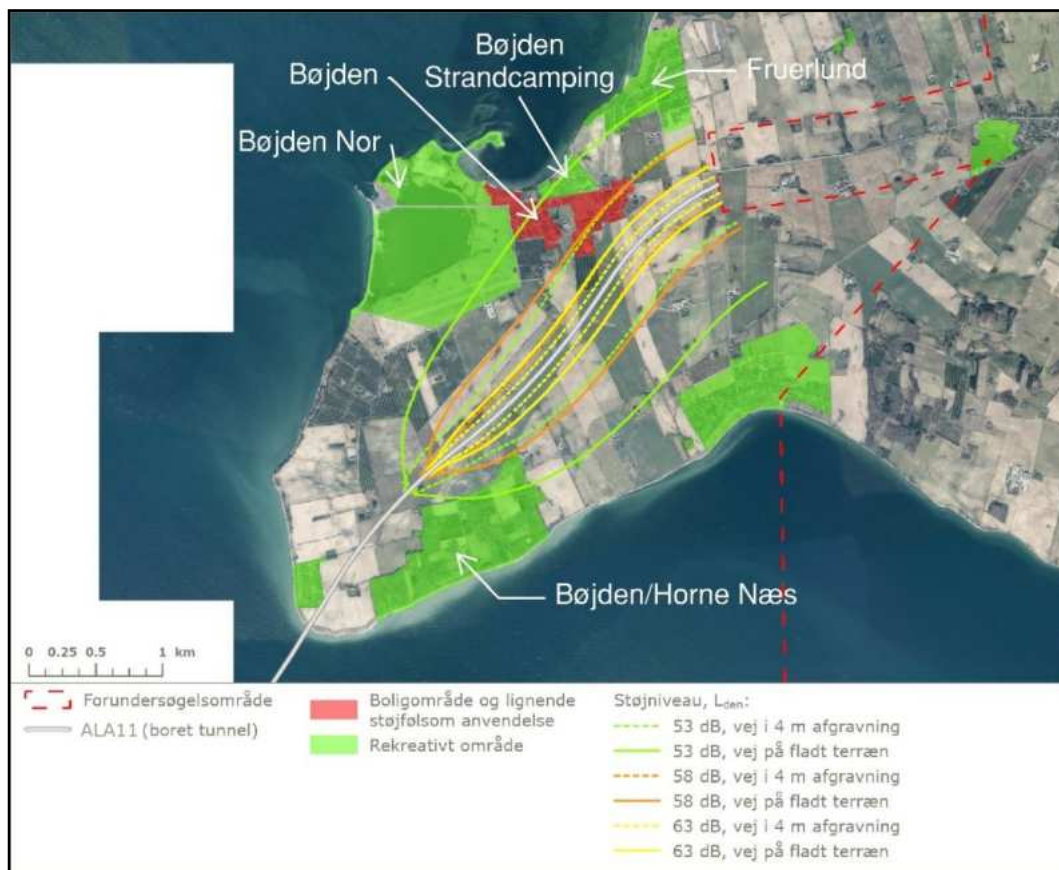 Bøjden
Strandcamping
Bøjden
Fruerlund
Bøjden Nor
Bøjden/Horne Næs
0 0.25 0.5 1 km
Forundersøgelsområde
ALA11 (boret tunnel)
Boligområde og lignende
støjfølsom anvendelse
Rekreativt område
Støjniveau, Lden:
53 dB, vej i 4 m afgravning
53 dB, vej på fladt terræn
58 dB, vej i 4 m afgravning
58 dB, vej på fladt terræn
63 dB, vej i 4 m afgravning
63 dB, vej på fladt terræn